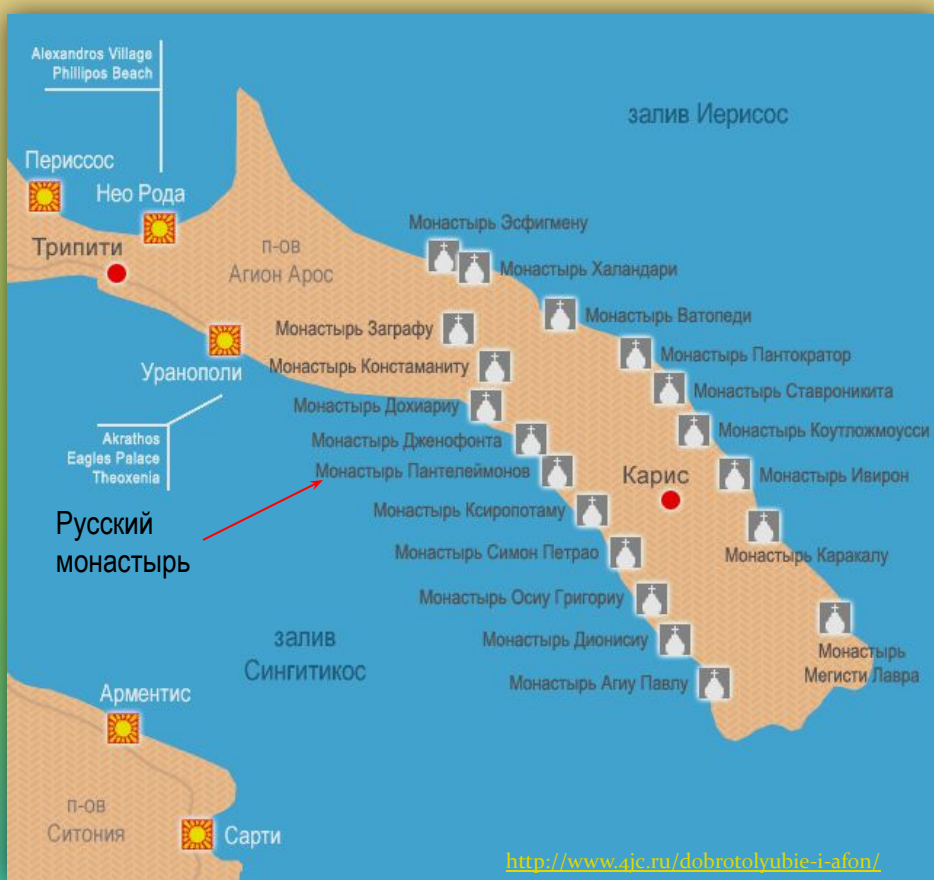 Alexandros Village
Phillipos Beach
залив Иерисос
Периссос
Нео Рода
Трипити
п-ов
Агион Арос
Монастырь Эсфигмену
Монастырь Халандари
Монастырь Ватопеди
Монастырь Заграфу
Монастырь Пантократор
Уранополи
Монастырь Констаманиту
Монастырь Ставроникита
Монастырь Дохиариу
Akrathos
Eagles Palace
Theoxenia
Монастырь Дженофонта
Монастырь Коутложмоусси
Монастырь Пантелеймонов
Карис
Монастырь Ивирон
Русский
монастырь
Монастырь Ксиропотаму
Монастырь Симон Петрао
Монастырь Каракалу
Монастырь Осиу Григориу
залив
Сингитикос
Монастырь Дионисиу
Монастырь
Мегисти Лавра
Монастырь Агиу Павлу
Арментис
п-ов
Ситония
Сарти
http://www.4jc.ru/dobrotolyubie-i-afon/